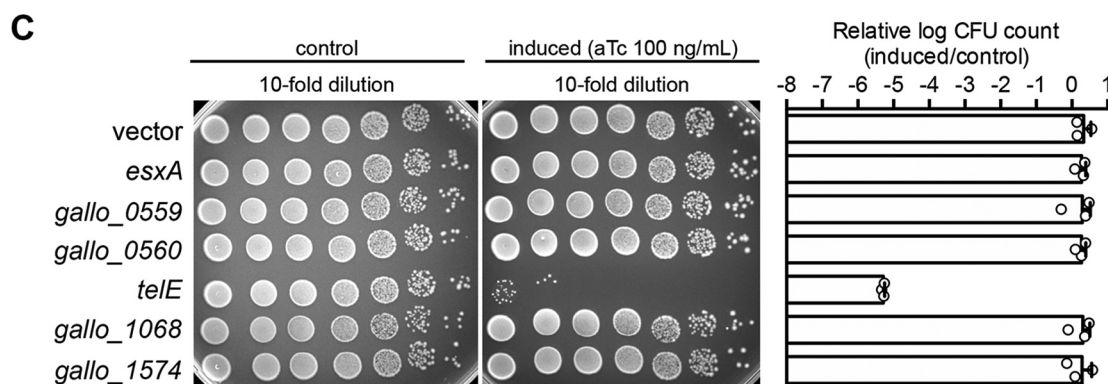 C
control
induced (aTc 100 ng/mL)
Relative log CFU count
(induced/control)
10-fold dilution
10-fold dilution
-8 -7 -6 -5 -4 -3 -2 -1 0 1
vector
esxA
gallo_0559
gallo_0560
telE
gallo_1068
gallo_1574